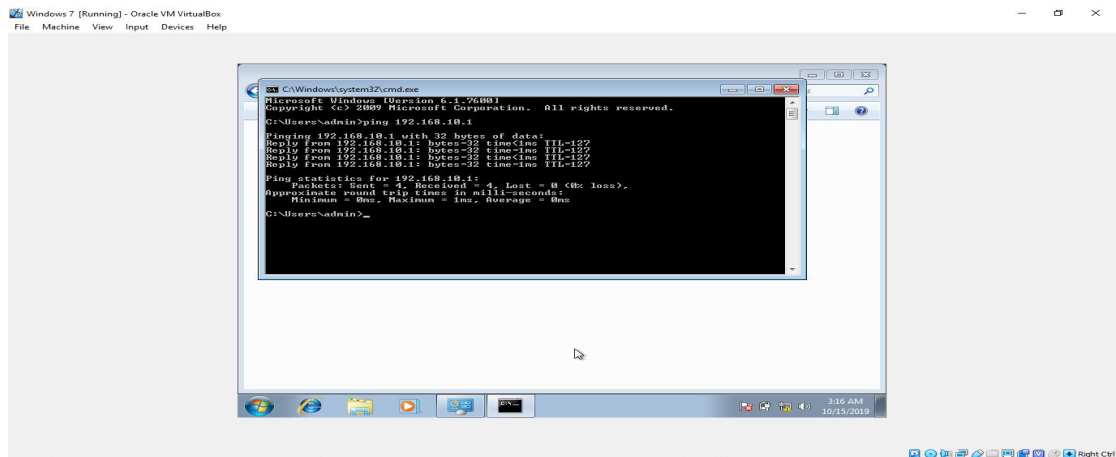 Windows 7 [Running] - Oracle VM VirtualBox
File Machine View Input Devices Help
C:\Windows\system32\cmd.exe
Microsoft Windows [Version 6.1.7600]
Copyright (c) 2009 Microsoft Corporation. All rights reserved.
C:\Users\admin>ping 192.168.10.1
Pinging 192.168.10.1 with 32 bytes of data:
Reply from 192.168.10.1: bytes=32 time<1ms TTL=127
Reply from 192.168.10.1: bytes=32 time=1ms TTL=127
Reply from 192.168.10.1: bytes=32 time<1ms TTL=127
Reply from 192.168.10.1: bytes=32 time=1ms TTL=127
Ping statistics for 192.168.10.1:
Packets: Sent = 4, Received = 4, Lost = 0 (0% loss),
Approximate round trip times in milli-seconds:
Minimum = 0ms, Maximum = 1ms, Average = 0ms
C:\Users\admin>_
3:16 AM
10/15/2019
Right Ctrl